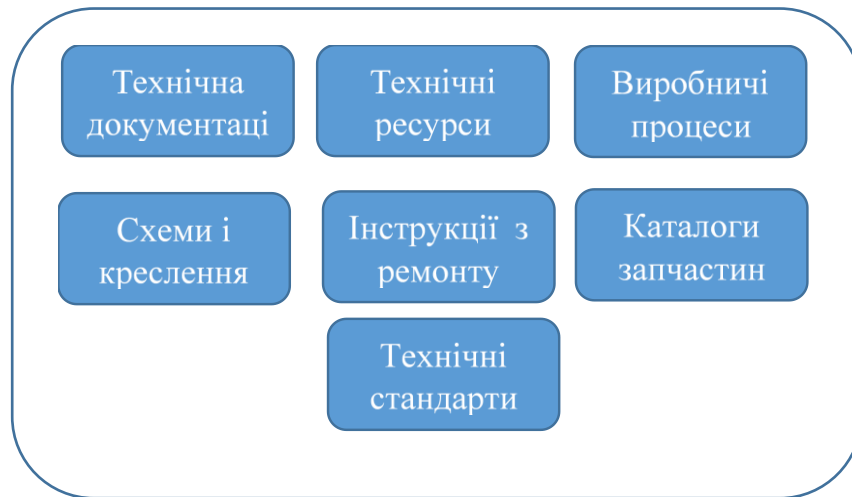 Технічна
документаці
Технічні
ресурси
Виробничі
процеси
Схеми і
креслення
Інструкції з
ремонту
Каталоги
запчастин
Технічні
стандарти